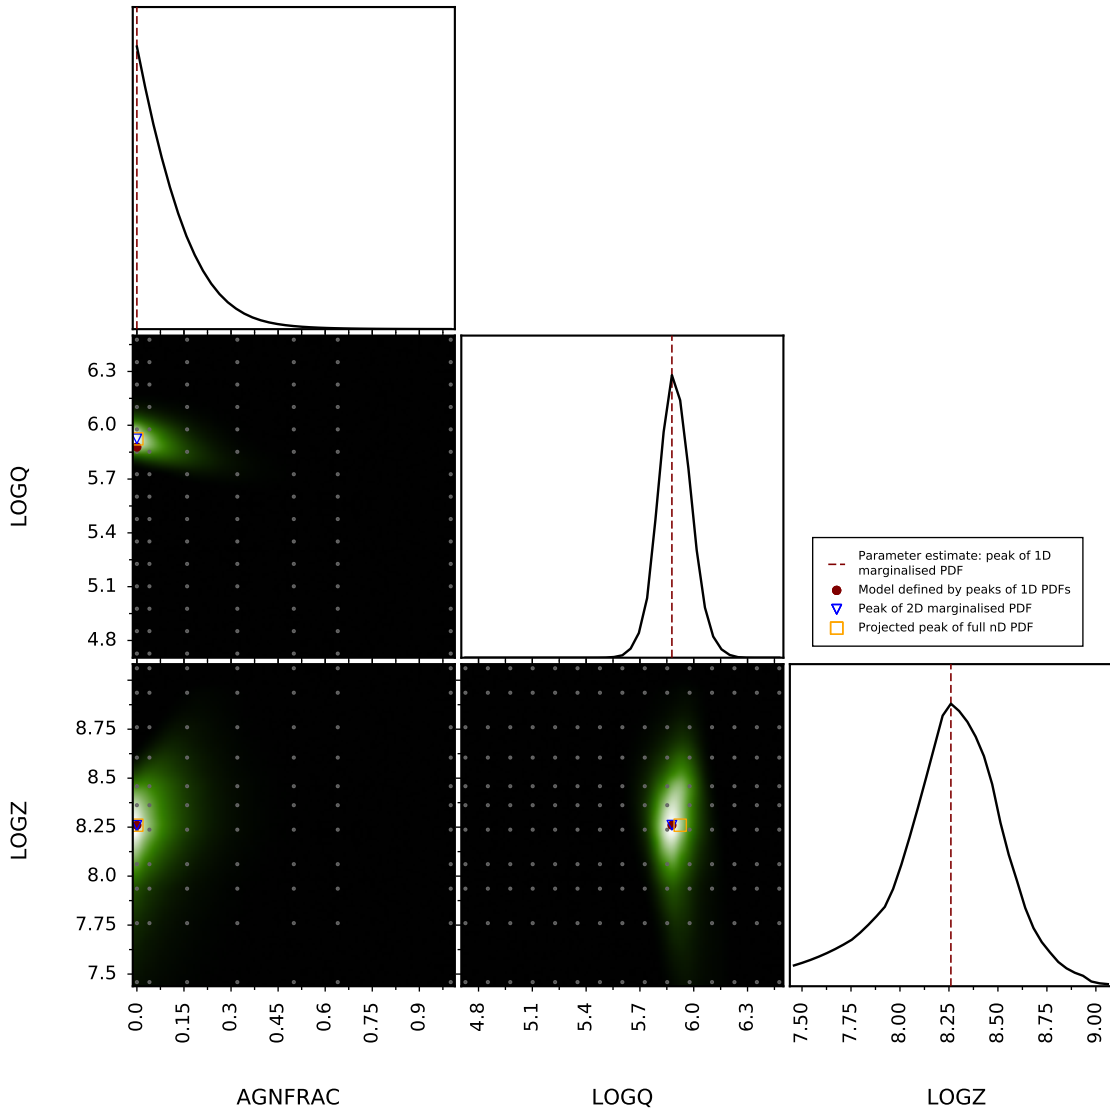 6.3
6.0
5.7
5.4
5.1
4.8
LOGQ
Parameter estimate: peak of 1D
marginalised PDF
Model defined by peaks of 1D PDFs
Peak of 2D marginalised PDF
Projected peak of full nD PDF
8.75
8.5
8.25
8.0
7.75
7.5
LOGZ
0.0 0.15 0.3 0.45 0.6 0.75 0.9
4.8 5.1 5.4 5.7 6.0 6.3
7.50 7.75 8.00 8.25 8.50 8.75 9.00
AGNFRAC
LOGQ
LOGZ